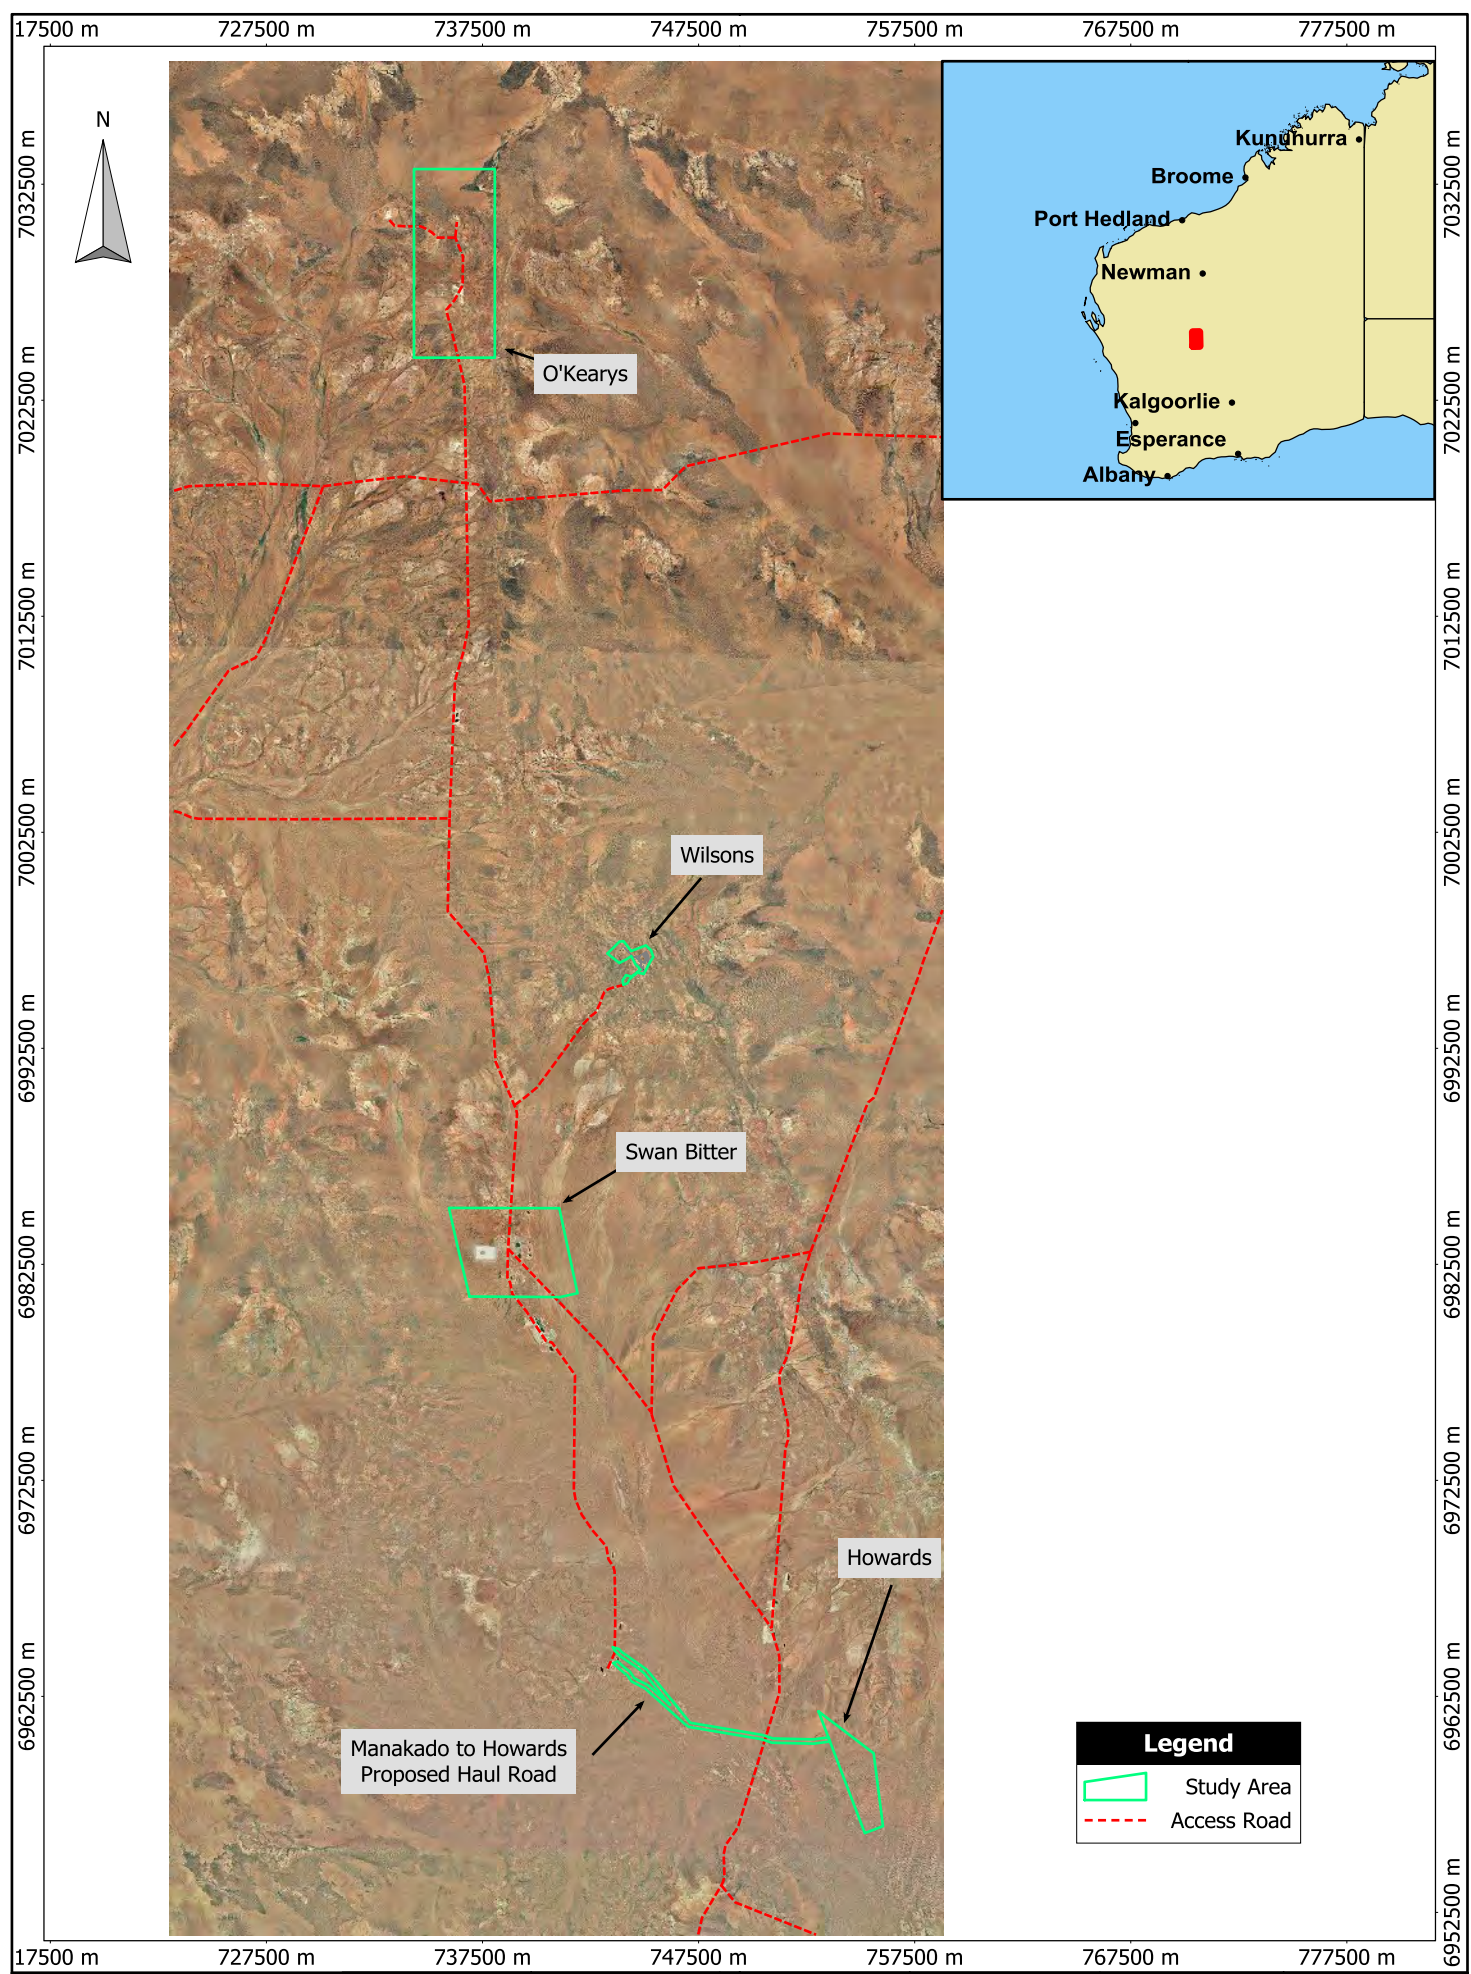 17500 m 727500 m 737500 m 747500 m 757500 m 767500 m 777500 m
N
7032500 m
7022500 m
7012500 m
7002500 m
6992500 m
6982500 m
6972500 m
6962500 m
Kununurra
Broome
Port Hedland
Newman
Kalgoorlie
Esperance
Albany
7032500 m
7022500 m
7012500 m
7002500 m
6992500 m
6982500 m
6972500 m
6962500 m
6952500 m
O'Kearys
Wilsons
Swan Bitter
Howards
Manakado to Howards
Proposed Haul Road
Legend
Study Area
Access Road
17500 m 727500 m 737500 m 747500 m 757500 m 767500 m 777500 m